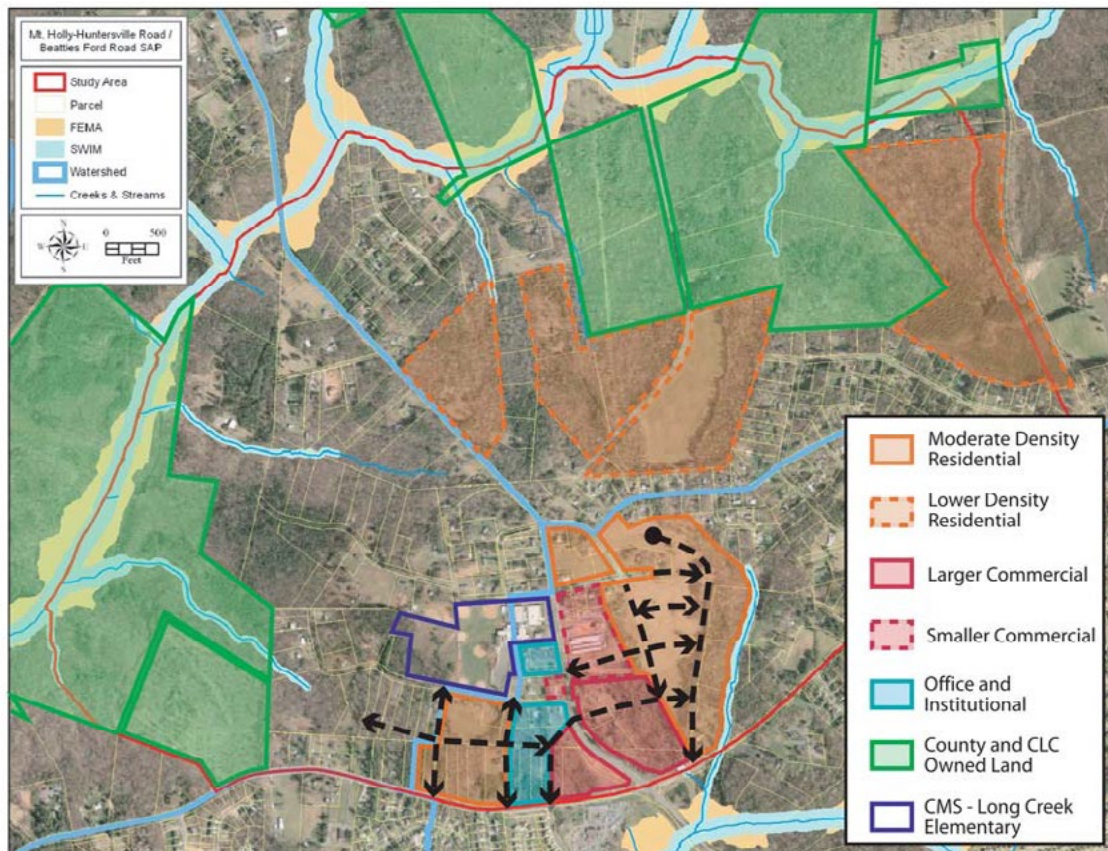 Mt. Holly-Huntersville Road /
Beatties Ford Road SAP
Study Area
Parcel
FEMA
SWIM
Watershed
Creeks & Streams
N
W
E
S
0 500
Feet
Moderate Density
Residential
Lower Density
Residential
Larger Commercial
Smaller Commercial
Office and
Institutional
County and CLC
Owned Land
CMS - Long Creek
Elementary